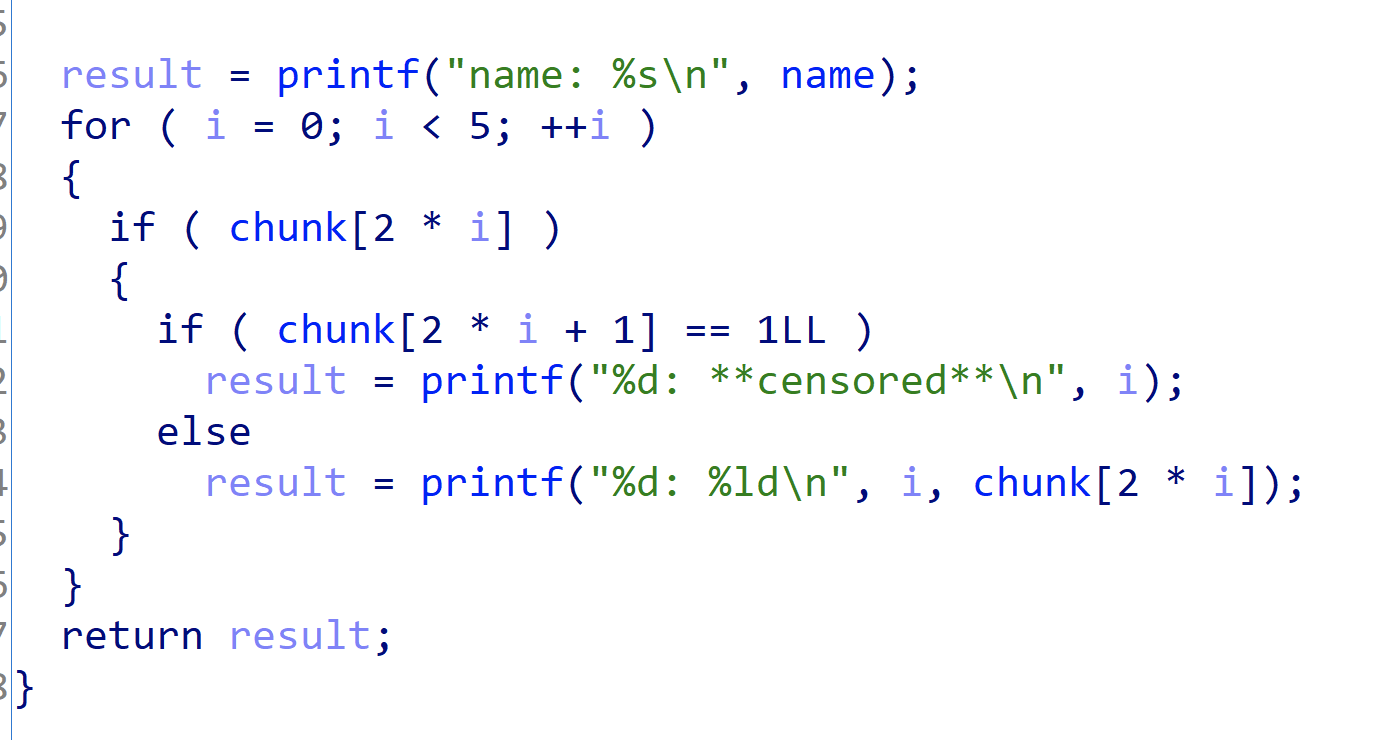 result = printf("name: %s\n", name);
for ( i = 0; i < 5; ++i )
{
if ( chunk[2 * i] )
{
if ( chunk[2 * i + 1] == 1LL )
result = printf("%d: **censored**\n", i);
else
result = printf("%d: %ld\n", i, chunk[2 * i]);
}
}
return result;
}